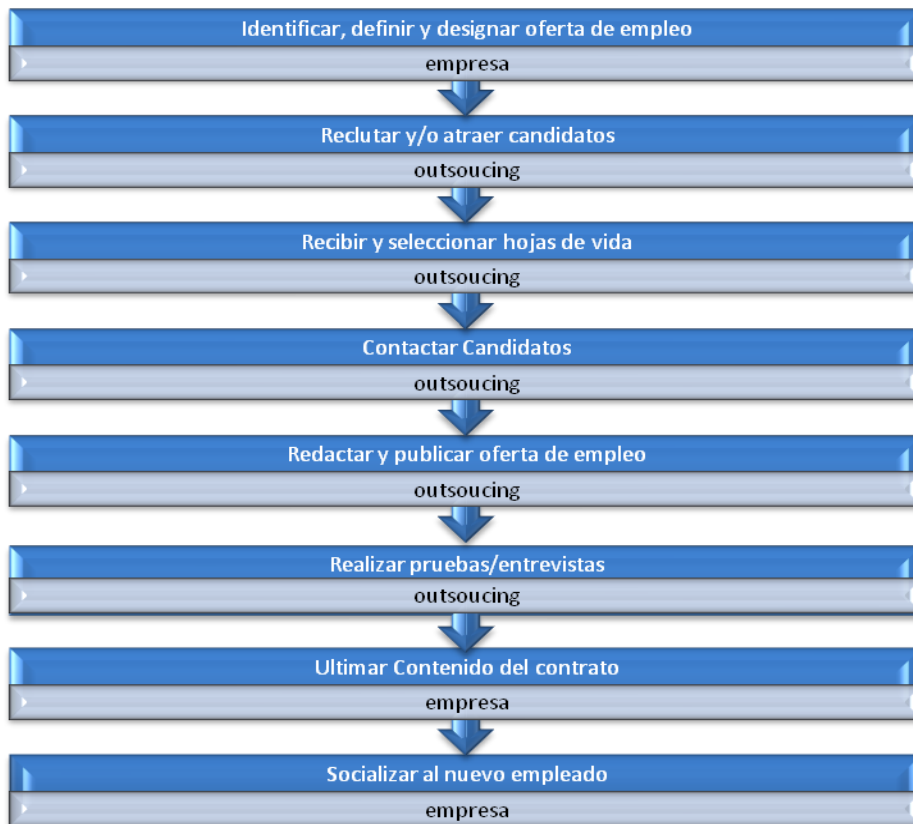 Identificar, definir y designar oferta de empleo
empresa
Reclutar y/o atraer candidatos
outsoucing
Recibir y seleccionar hojas de vida
outsoucing
Contactar Candidatos
outsoucing
Redactar y publicar oferta de empleo
outsoucing
Realizar pruebas/entrevistas
outsoucing
Ultimar Contenido del contrato
empresa
Socializar al nuevo empleado
empresa